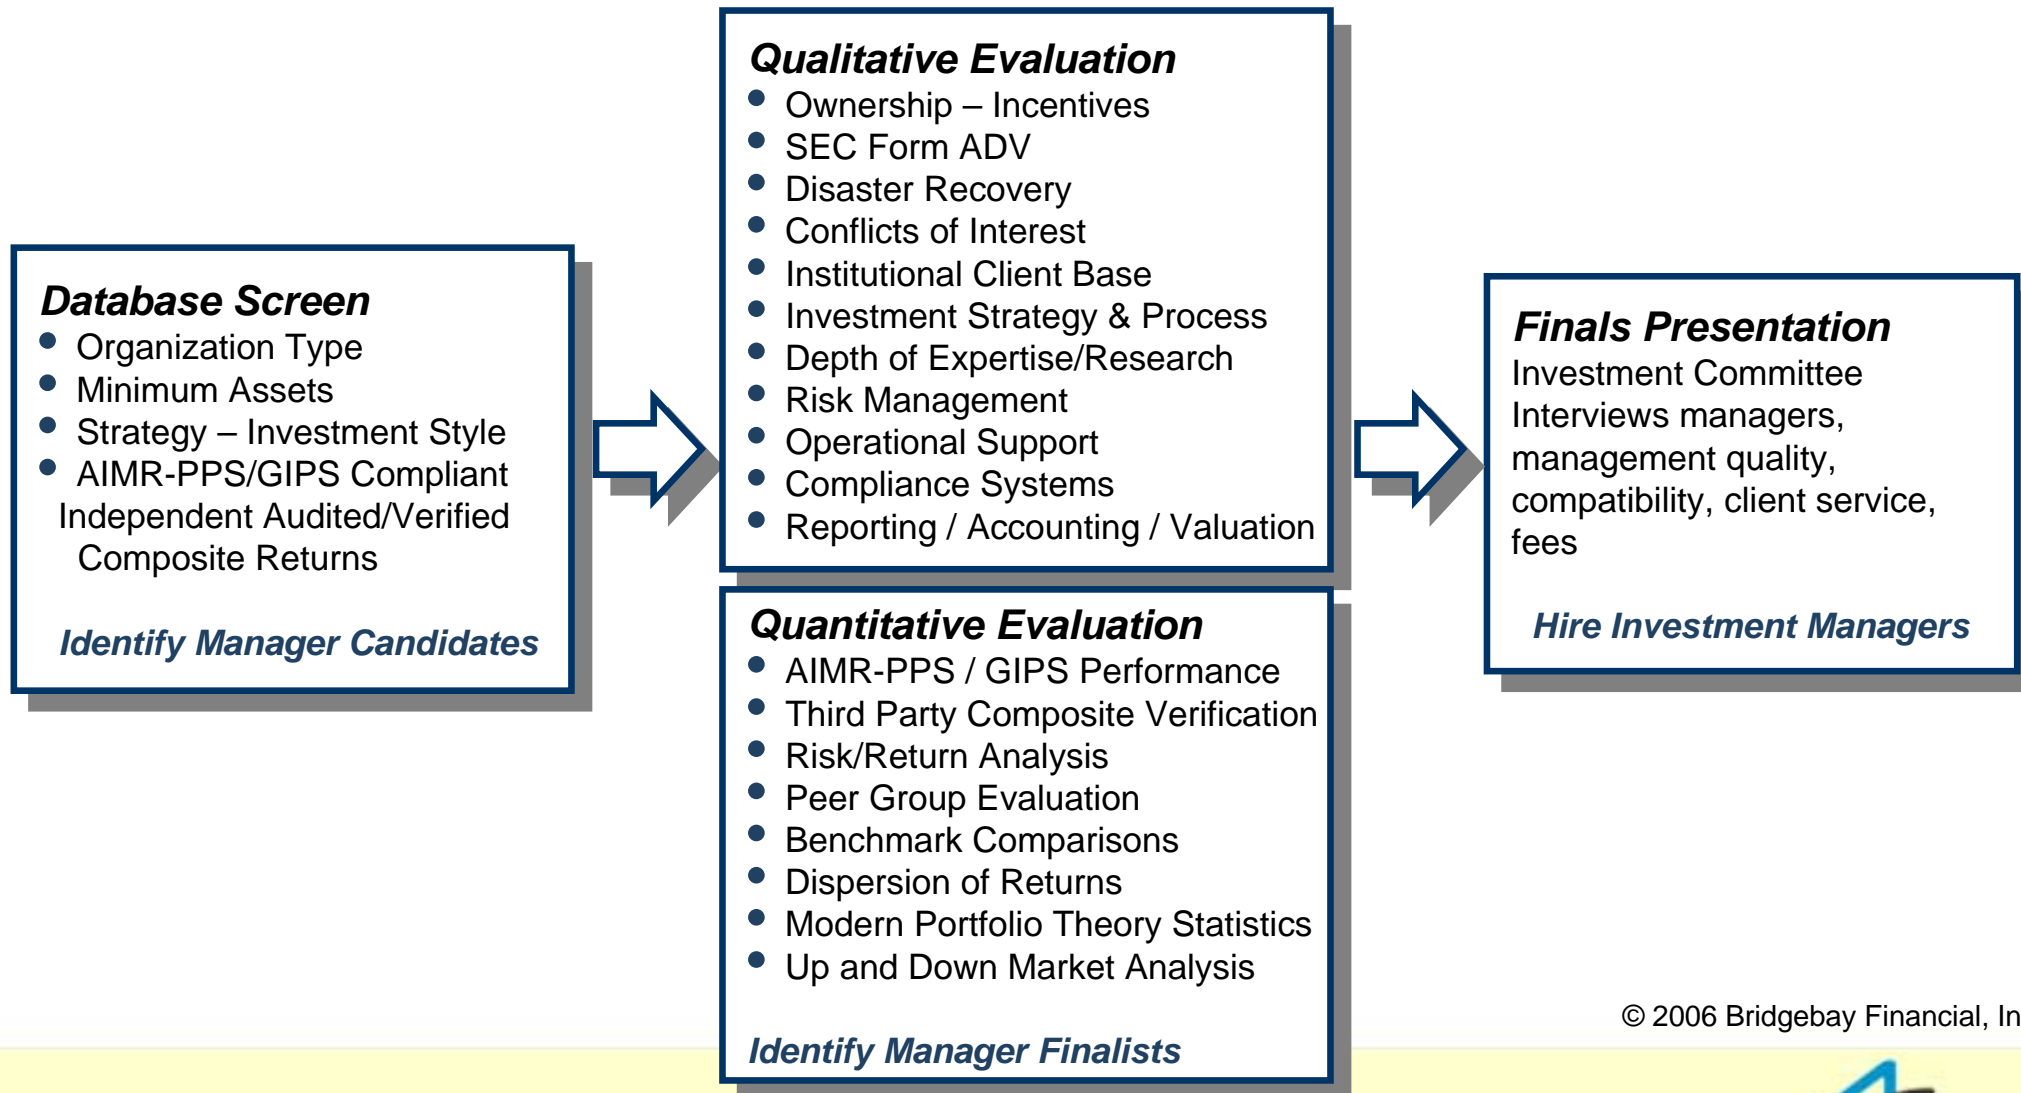 Database Screen
• Organization Type
• Minimum Assets
• Strategy – Investment Style
• AIMR-PPS/GIPS Compliant
Independent Audited/Verified
Composite Returns
Identify Manager Candidates
Qualitative Evaluation
• Ownership – Incentives
• SEC Form ADV
• Disaster Recovery
• Conflicts of Interest
• Institutional Client Base
• Investment Strategy & Process
• Depth of Expertise/Research
• Risk Management
• Operational Support
• Compliance Systems
• Reporting / Accounting / Valuation
Quantitative Evaluation
• AIMR-PPS / GIPS Performance
• Third Party Composite Verification
• Risk/Return Analysis
• Peer Group Evaluation
• Benchmark Comparisons
• Dispersion of Returns
• Modern Portfolio Theory Statistics
• Up and Down Market Analysis
Identify Manager Finalists
Finals Presentation
Investment Committee
Interviews managers,
management quality,
compatibility, client service,
fees
Hire Investment Managers
© 2006 Bridgebay Financial, In